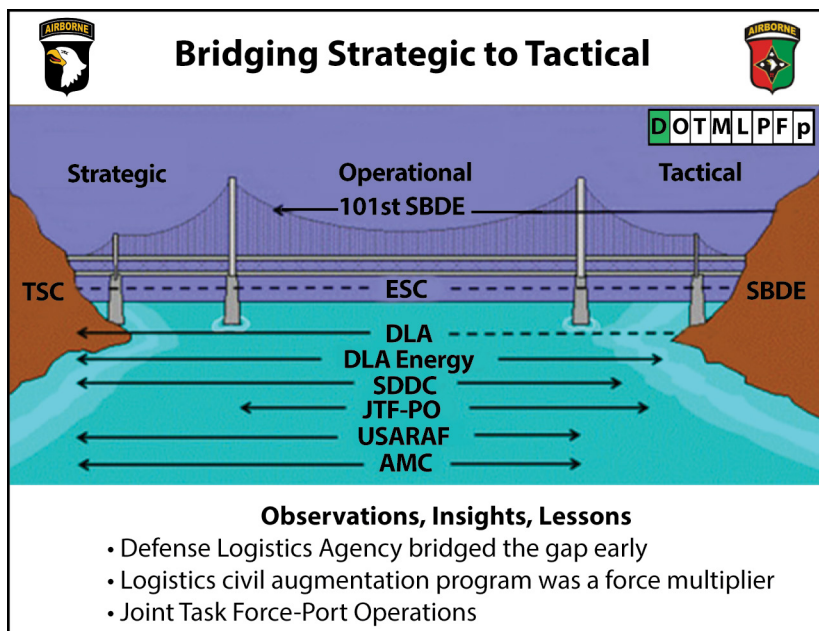 AIRBORNE
Bridging Strategic to Tactical
AIRBORNE
D O T M L P F p
Strategic
Operational
Tactical
101st SBDE
TSC
ESC
SBDE
DLA
DLA Energy
SDDC
JTF-PO
USARAF
AMC
Observations, Insights, Lessons
• Defense Logistics Agency bridged the gap early
• Logistics civil augmentation program was a force multiplier
• Joint Task Force-Port Operations